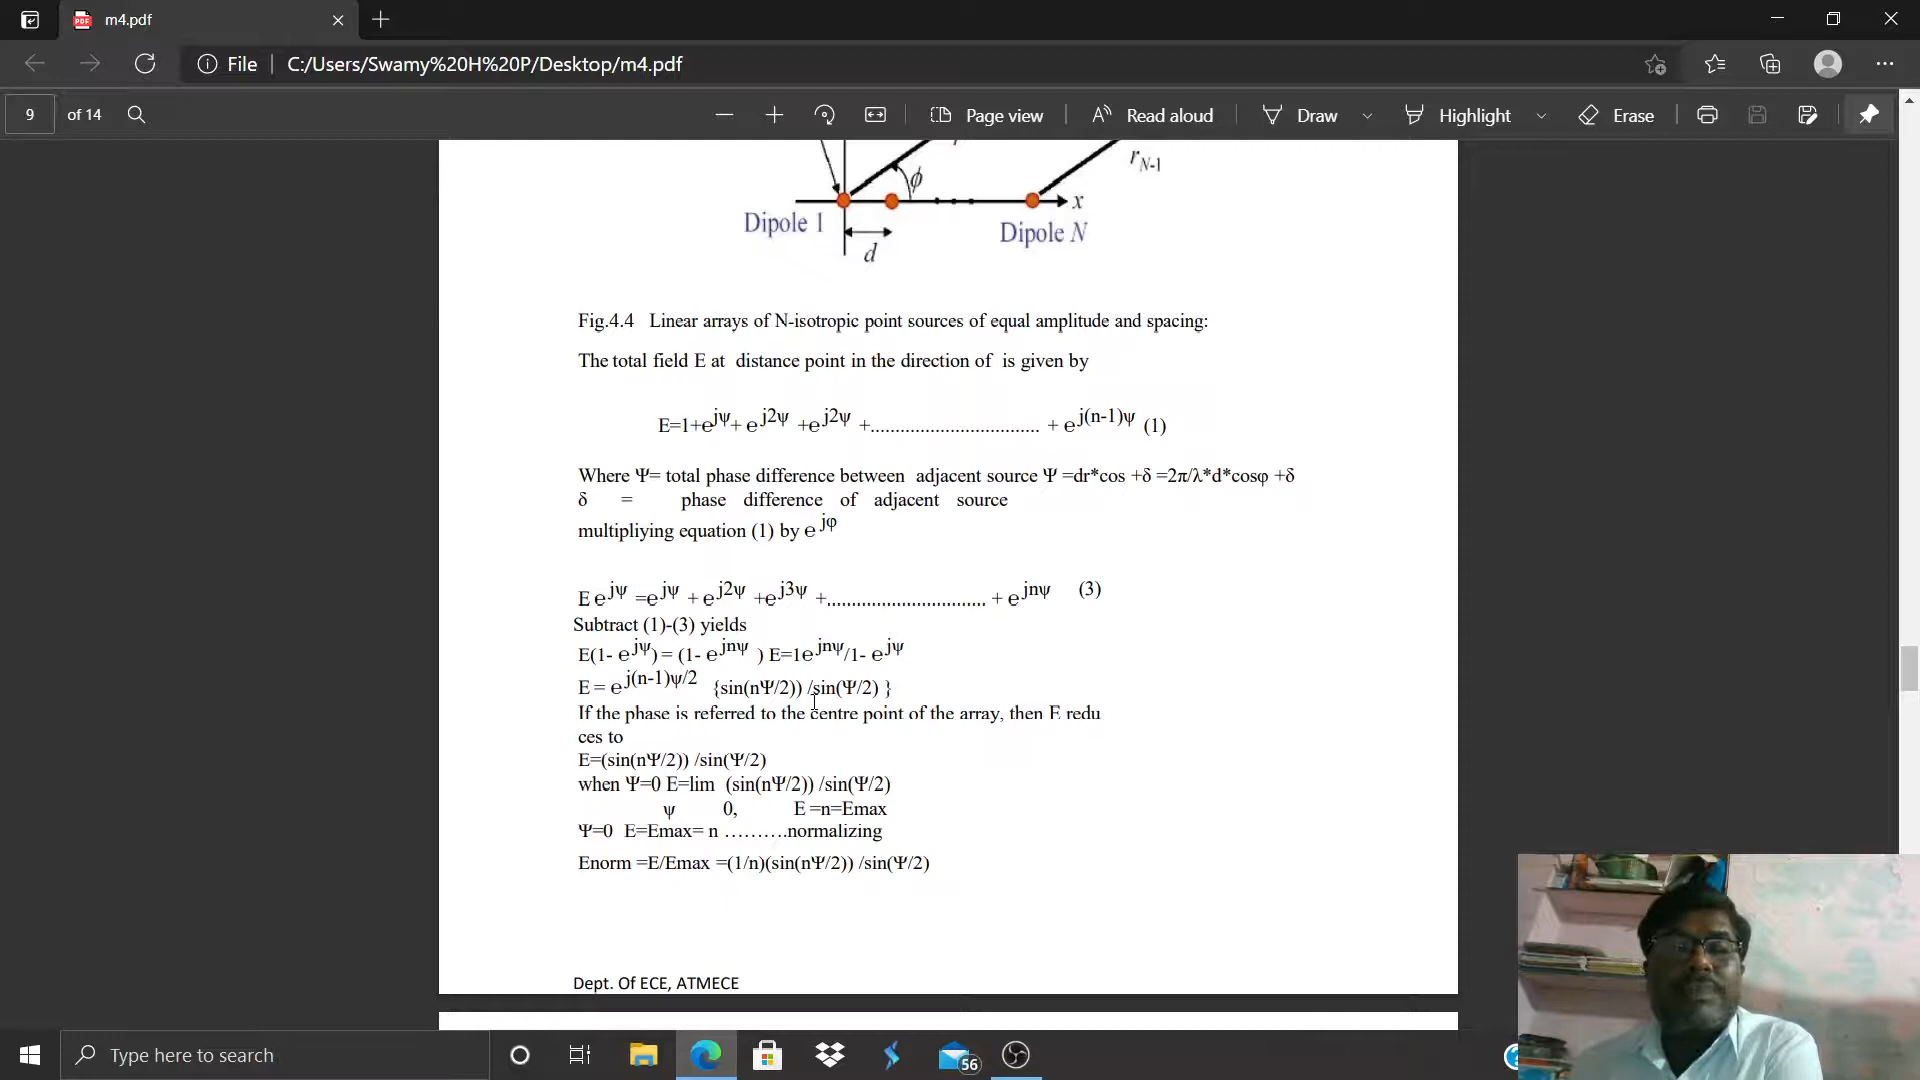 m4.pdf
File C:/Users/Swamy%20H%20P/Desktop/m4.pdf
9 of 14 Page view Read aloud Draw Highlight Erase
rN-1
ϕ
x
Dipole 1
Dipole N
d
Fig.4.4 Linear arrays of N-isotropic point sources of equal amplitude and spacing:
The total field E at distance point in the direction of is given by
E=1+e^jψ+ e^j2ψ +e^j2ψ +................................. + e^j(n-1)ψ (1)
Where Ψ= total phase difference between adjacent source Ψ =dr*cos +δ =2π/λ*d*cosφ +δ
δ = phase difference of adjacent source
multipliying equation (1) by e^jφ
E e^jψ =e^jψ + e^j2ψ +e^j3ψ +................................ + e^jnψ (3)
Subtract (1)-(3) yields
E(1- e^jψ) = (1- e^jnψ ) E=1e^jnψ/1- e^jψ
E = e^j(n-1)ψ/2 {sin(nΨ/2)) /sin(Ψ/2) }
If the phase is referred to the centre point of the array, then E redu
ces to
E=(sin(nΨ/2)) /sin(Ψ/2)
when Ψ=0 E=lim (sin(nΨ/2)) /sin(Ψ/2)
ψ 0, E =n=Emax
Ψ=0 E=Emax= n ……….normalizing
Enorm =E/Emax =(1/n)(sin(nΨ/2)) /sin(Ψ/2)
Dept. Of ECE, ATMECE
Type here to search
56